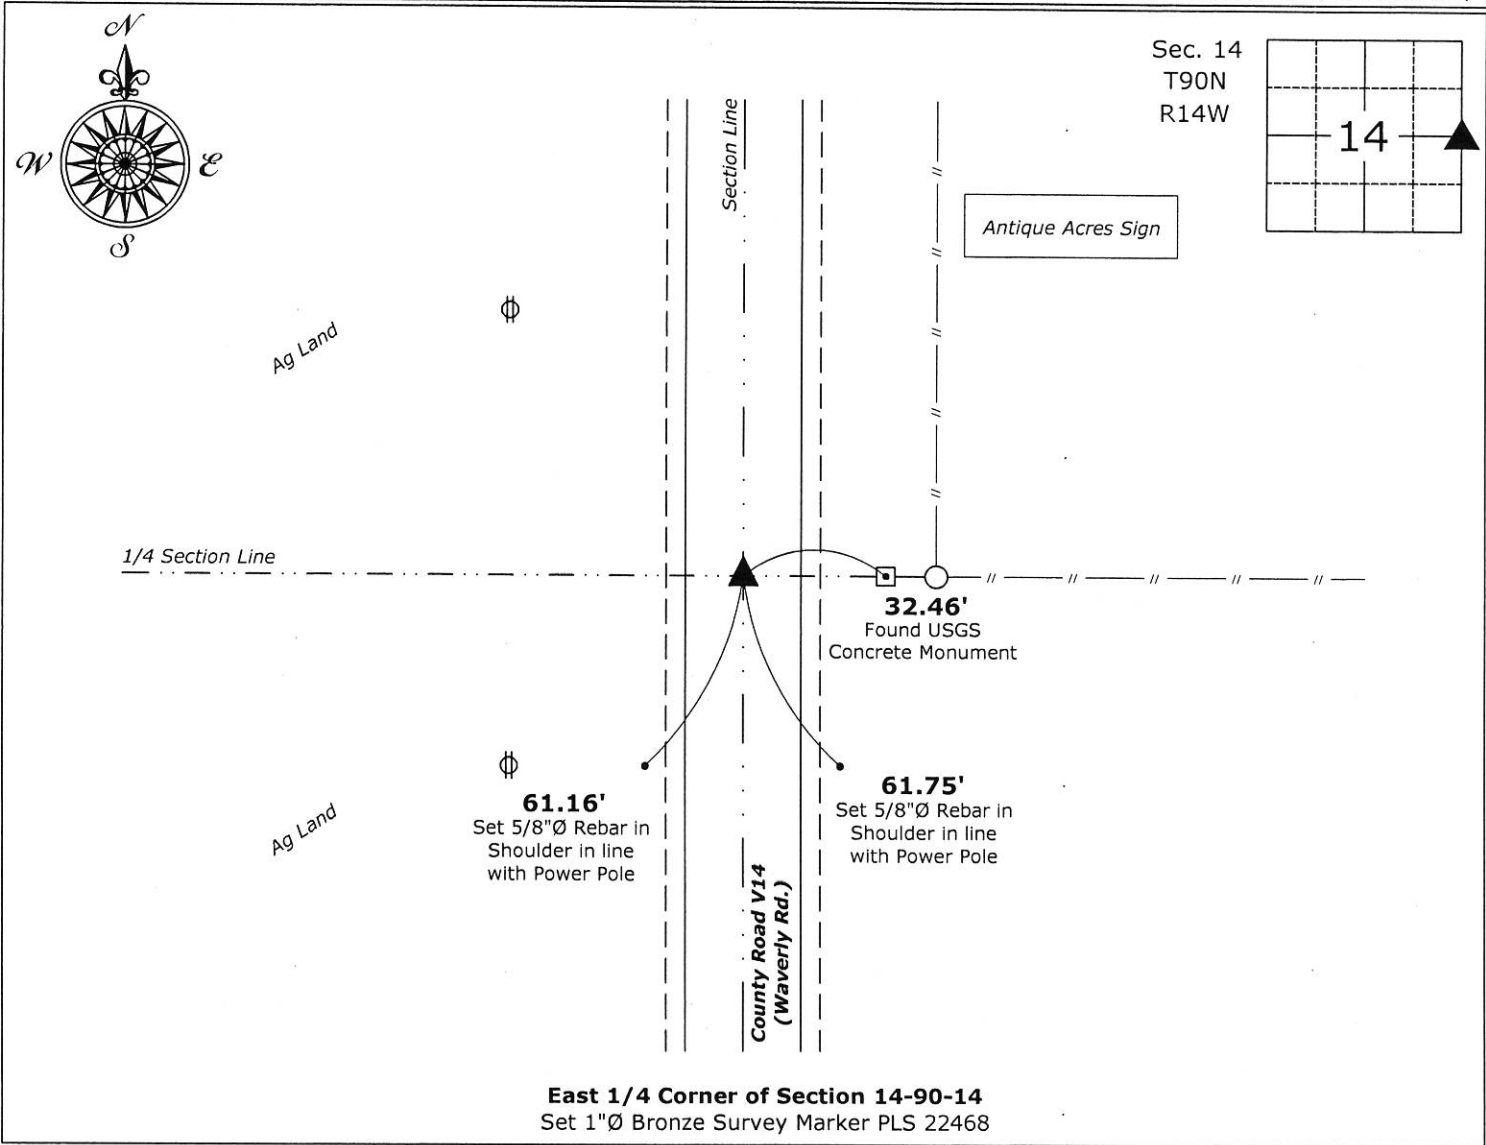 N
W
E
S
Sec. 14
T90N
R14W
14
Section Line
Antique Acres Sign
Ag Land
1/4 Section Line
32.46'
Found USGS
Concrete Monument
61.16'
Set 5/8"Ø Rebar in
Shoulder in line
with Power Pole
61.75'
Set 5/8"Ø Rebar in
Shoulder in line
with Power Pole
Ag Land
County Road V14
(Waverly Rd.)
East 1/4 Corner of Section 14-90-14
Set 1"Ø Bronze Survey Marker PLS 22468